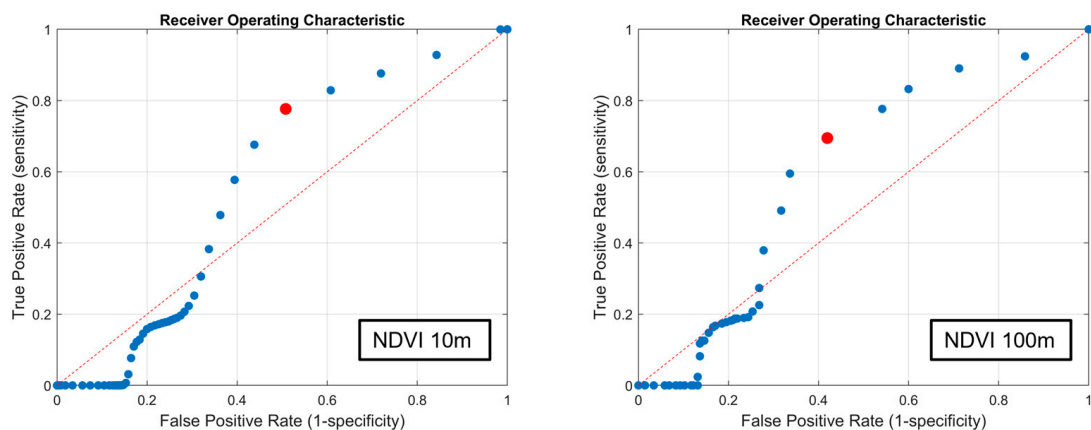 Receiver Operating Characteristic
1
0.8
0.6
0.4
0.2
0
True Positive Rate (sensitivity)
NDVI 10m
0 0.2 0.4 0.6 0.8 1
False Positive Rate (1-specificity)
Receiver Operating Characteristic
1
0.8
0.6
0.4
0.2
0
True Positive Rate (sensitivity)
NDVI 100m
0 0.2 0.4 0.6 0.8 1
False Positive Rate (1-specificity)